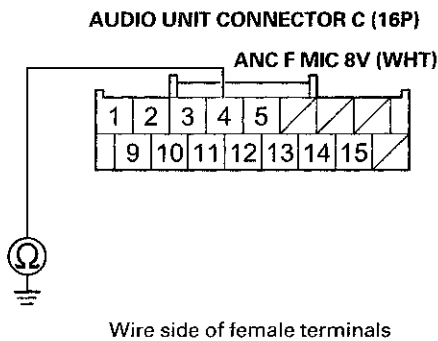 AUDIO UNIT CONNECTOR C (16P)
ANC F MIC 8V (WHT)
1 2 3 4 5
9 10 11 12 13 14 15
Ω
Wire side of female terminals